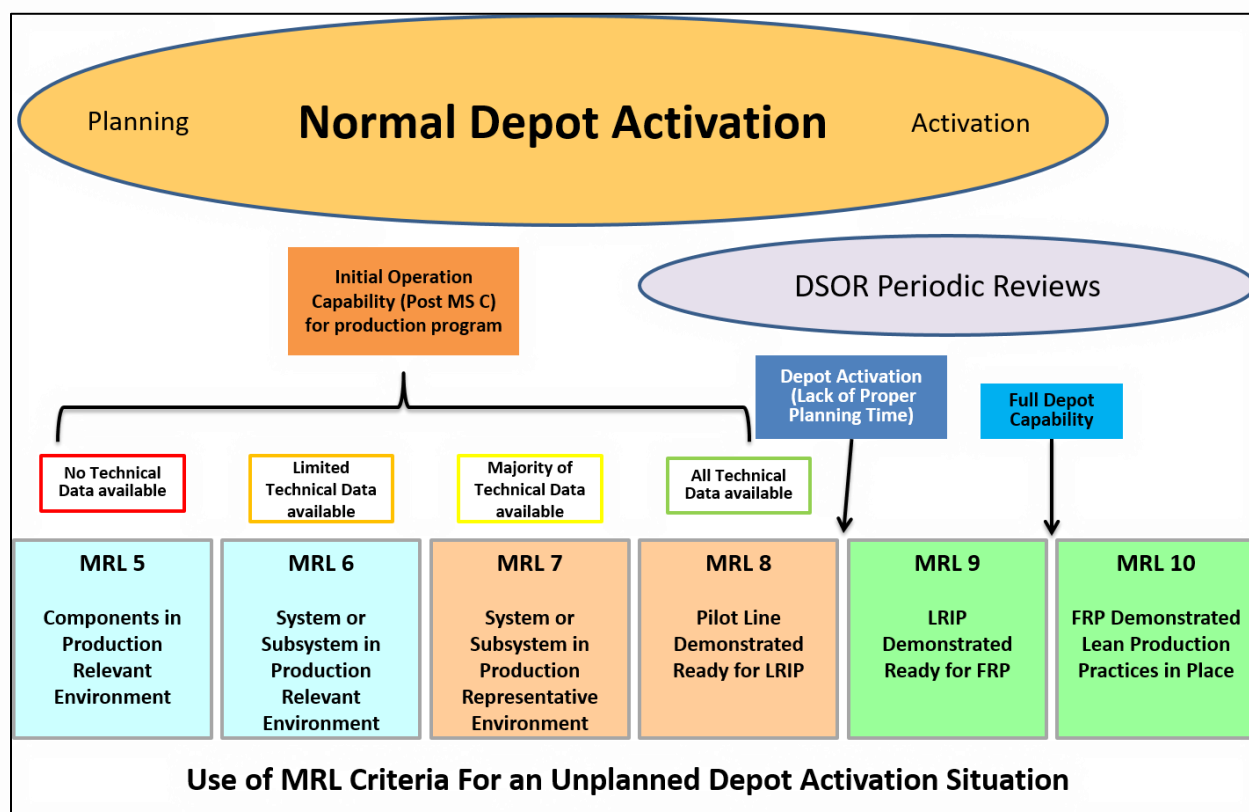 Planning
Normal Depot Activation
Activation
Initial Operation
Capability (Post MS C)
for production program
DSOR Periodic Reviews
Depot Activation
(Lack of Proper
Planning Time)
Full Depot
Capability
No Technical
Data available
Limited
Technical Data
available
Majority of
Technical Data
available
All Technical
Data available
MRL 5
Components in
Production
Relevant
Environment
MRL 6
System or
Subsystem in
Production
Relevant
Environment
MRL 7
System or
Subsystem in
Production
Representative
Environment
MRL 8
Pilot Line
Demonstrated
Ready for LRIP
MRL 9
LRIP
Demonstrated
Ready for FRP
MRL 10
FRP Demonstrated
Lean Production
Practices in Place
Use of MRL Criteria For an Unplanned Depot Activation Situation